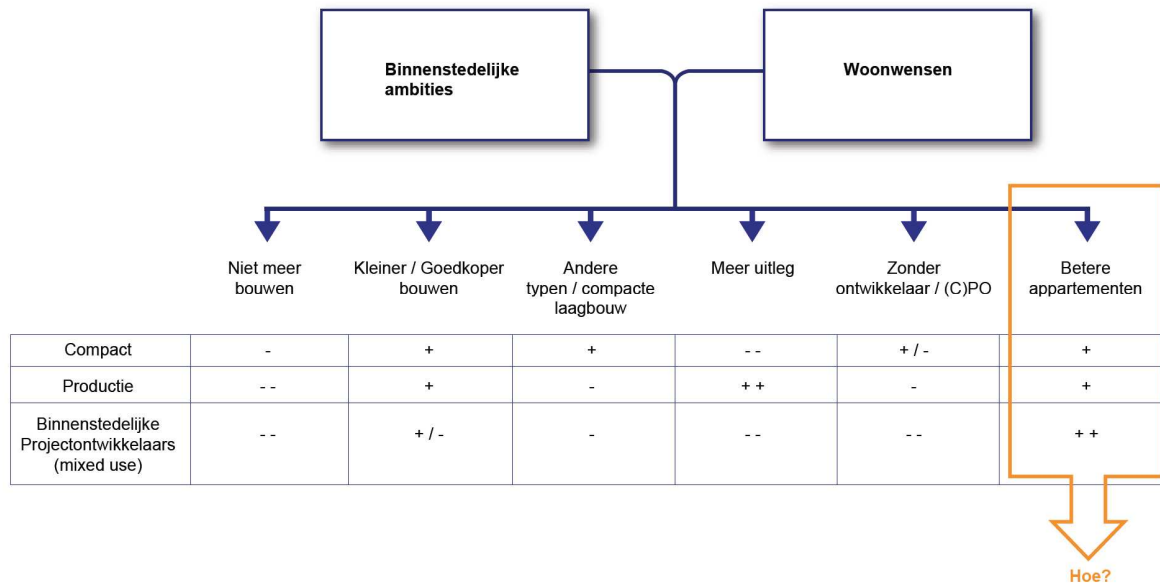 Binnenstedelijke
ambities
Woonwensen
Niet meer
bouwen
Kleiner / Goedkoper
bouwen
Andere
typen / compacte
laagbouw
Meer uitleg
Zonder
ontwikkelaar / (C)PO
Betere
appartementen
Compact - + + - - + / - +
Productie - - + - + + - +
Binnenstedelijke
Projectontwikkelaars
(mixed use) - - + / - - - - - - + +
Hoe?